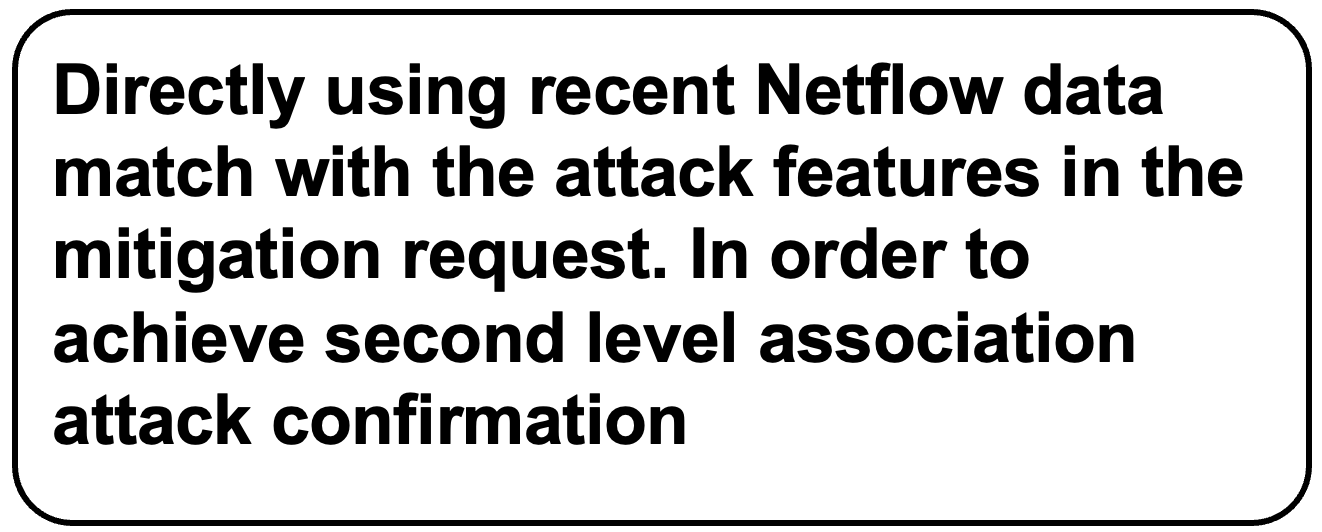 Directly using recent Netflow data
match with the attack features in the
mitigation request. In order to
achieve second level association
attack confirmation